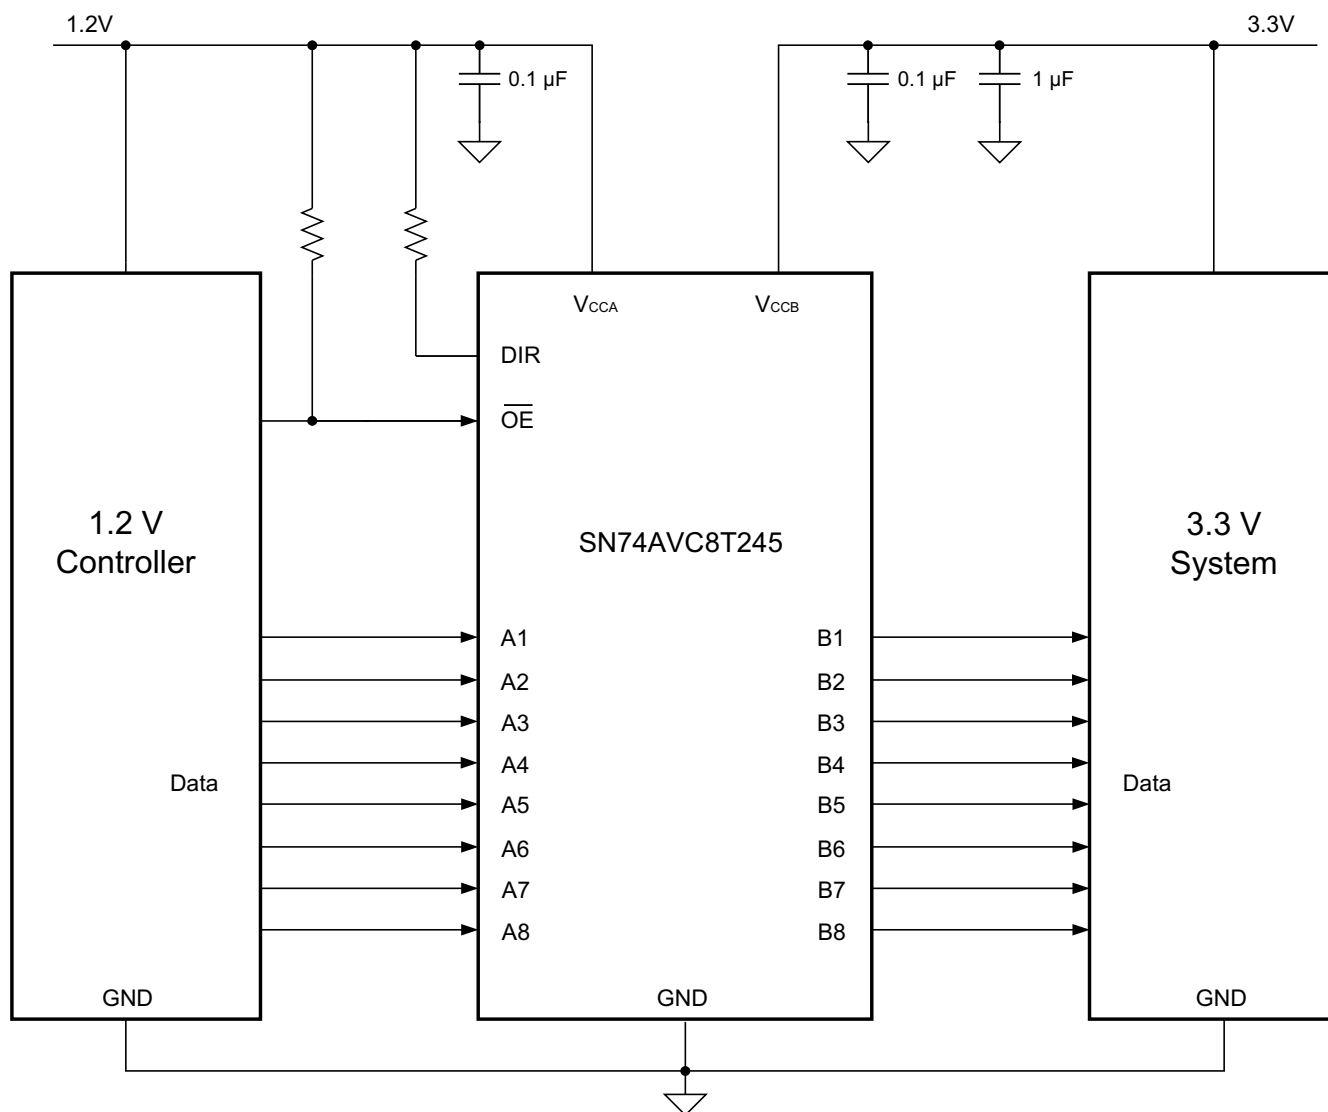 1.2V
3.3V
0.1 µF
0.1 µF
1 µF
VCCA
VCCB
DIR
OE
1.2 V
Controller
SN74AVC8T245
3.3 V
System
A1
B1
A2
B2
A3
B3
A4
B4
Data
Data
A5
B5
A6
B6
A7
B7
A8
B8
GND
GND
GND